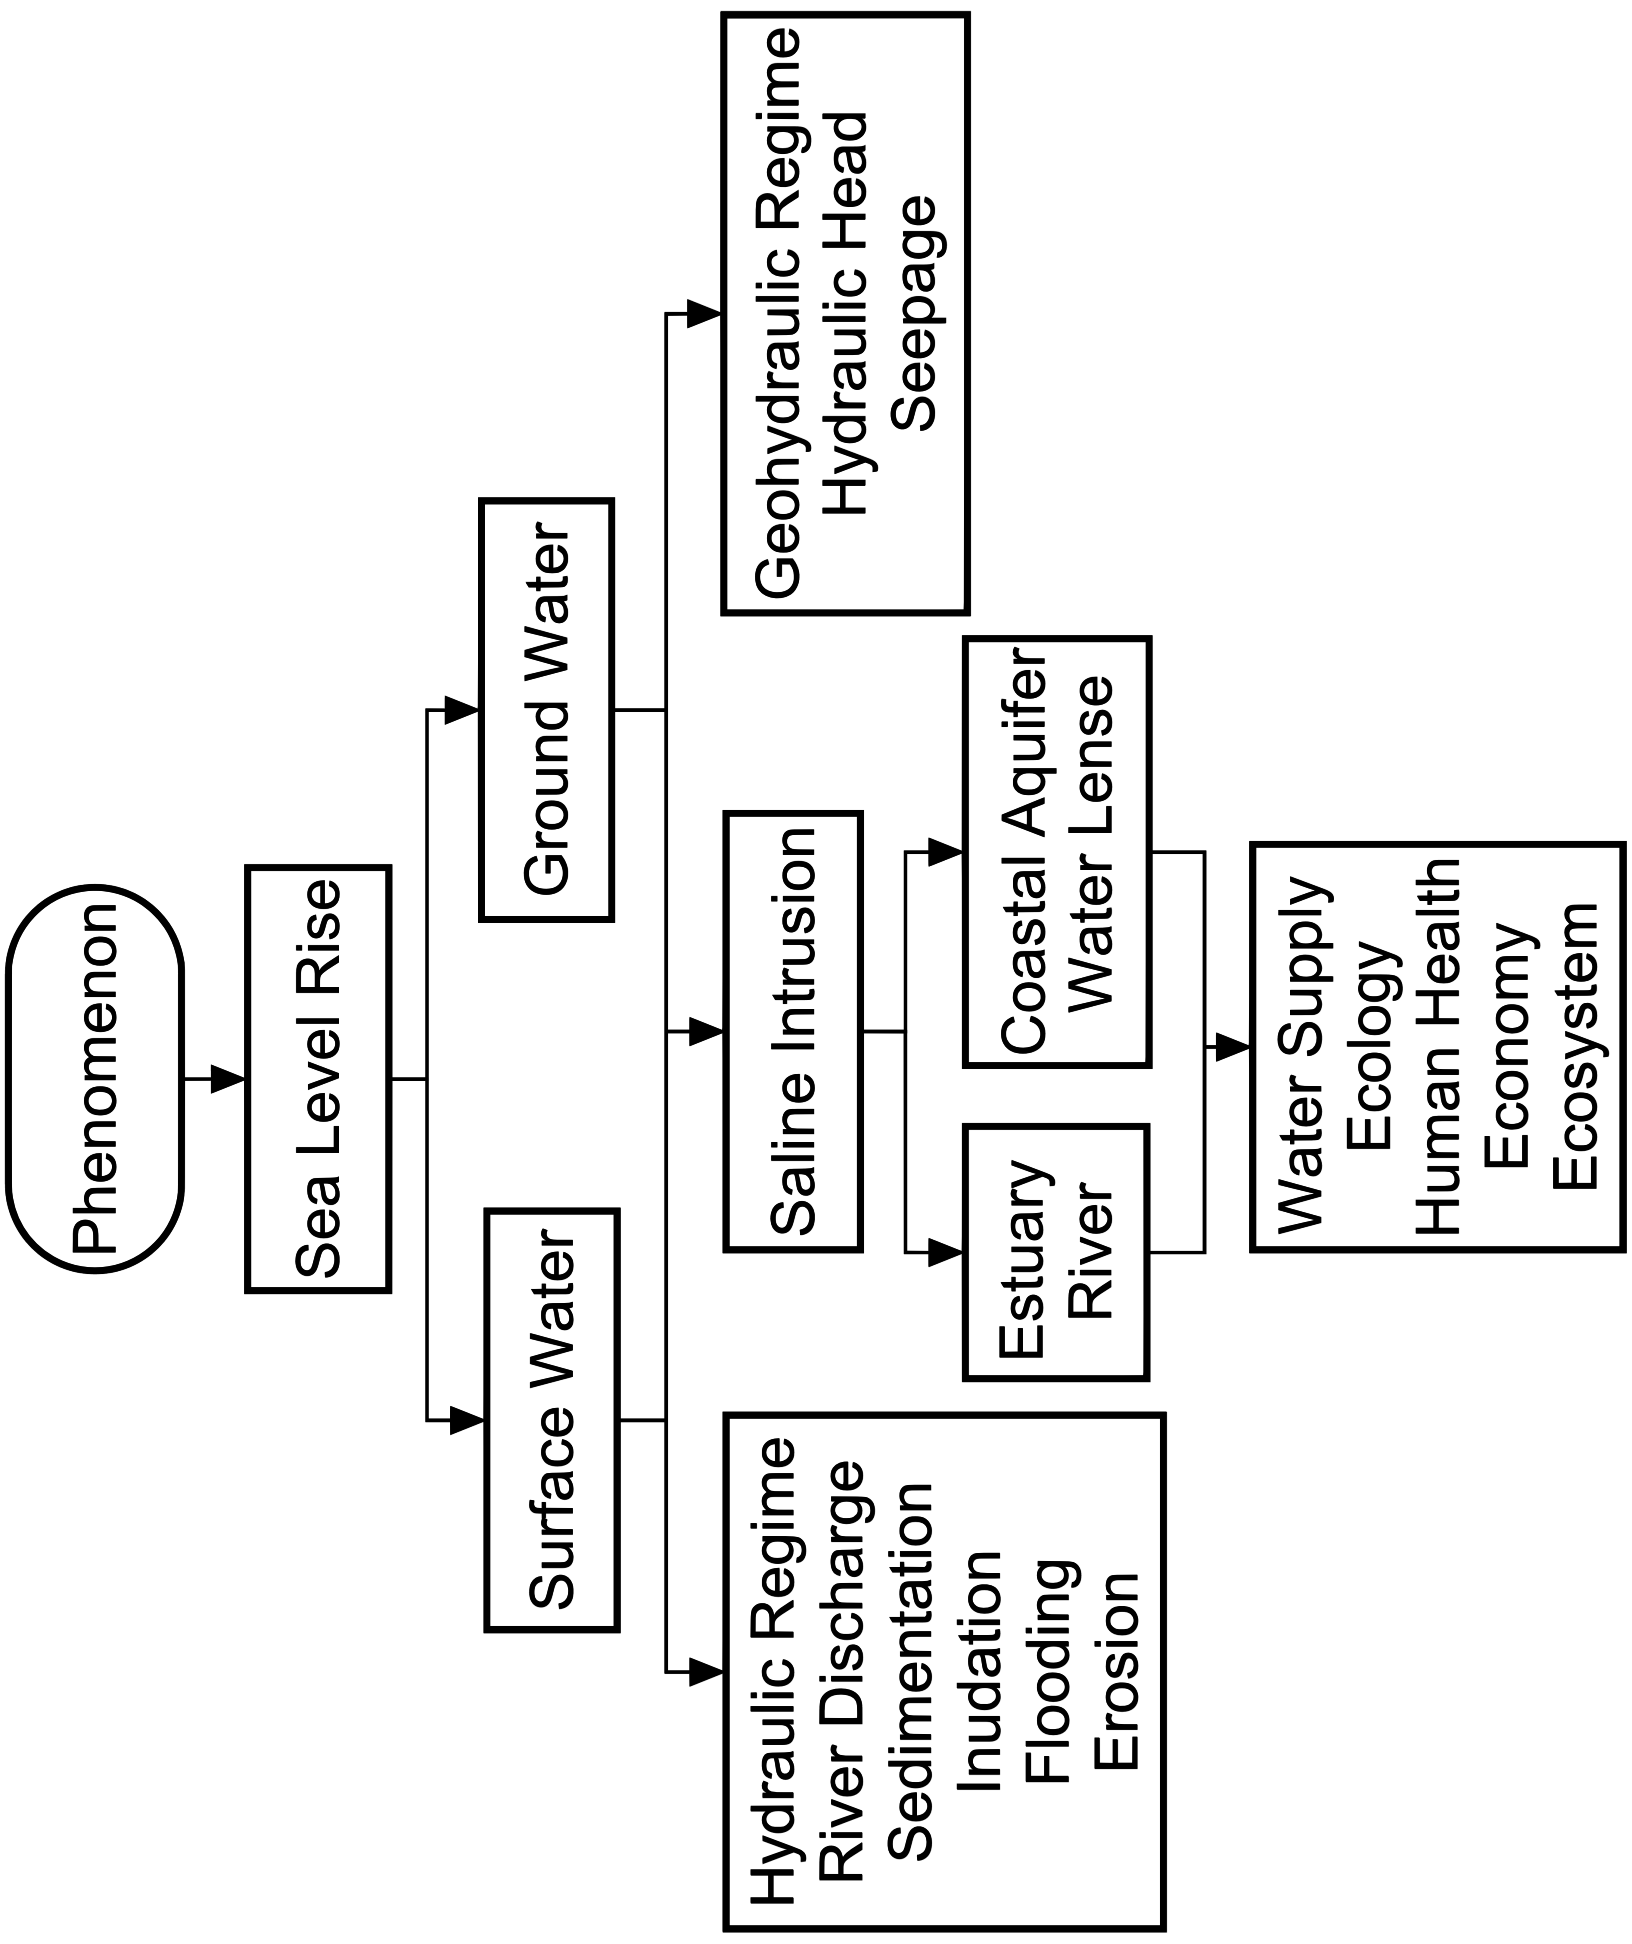 Phenomenon
Sea Level Rise
Surface Water
Ground Water
Hydraulic Regime
River Discharge
Sedimentation
Inudation
Flooding
Erosion
Saline Intrusion
Geohydraulic Regime
Hydraulic Head
Seepage
Estuary
River
Coastal Aquifer
Water Lense
Water Supply
Ecology
Human Health
Economy
Ecosystem